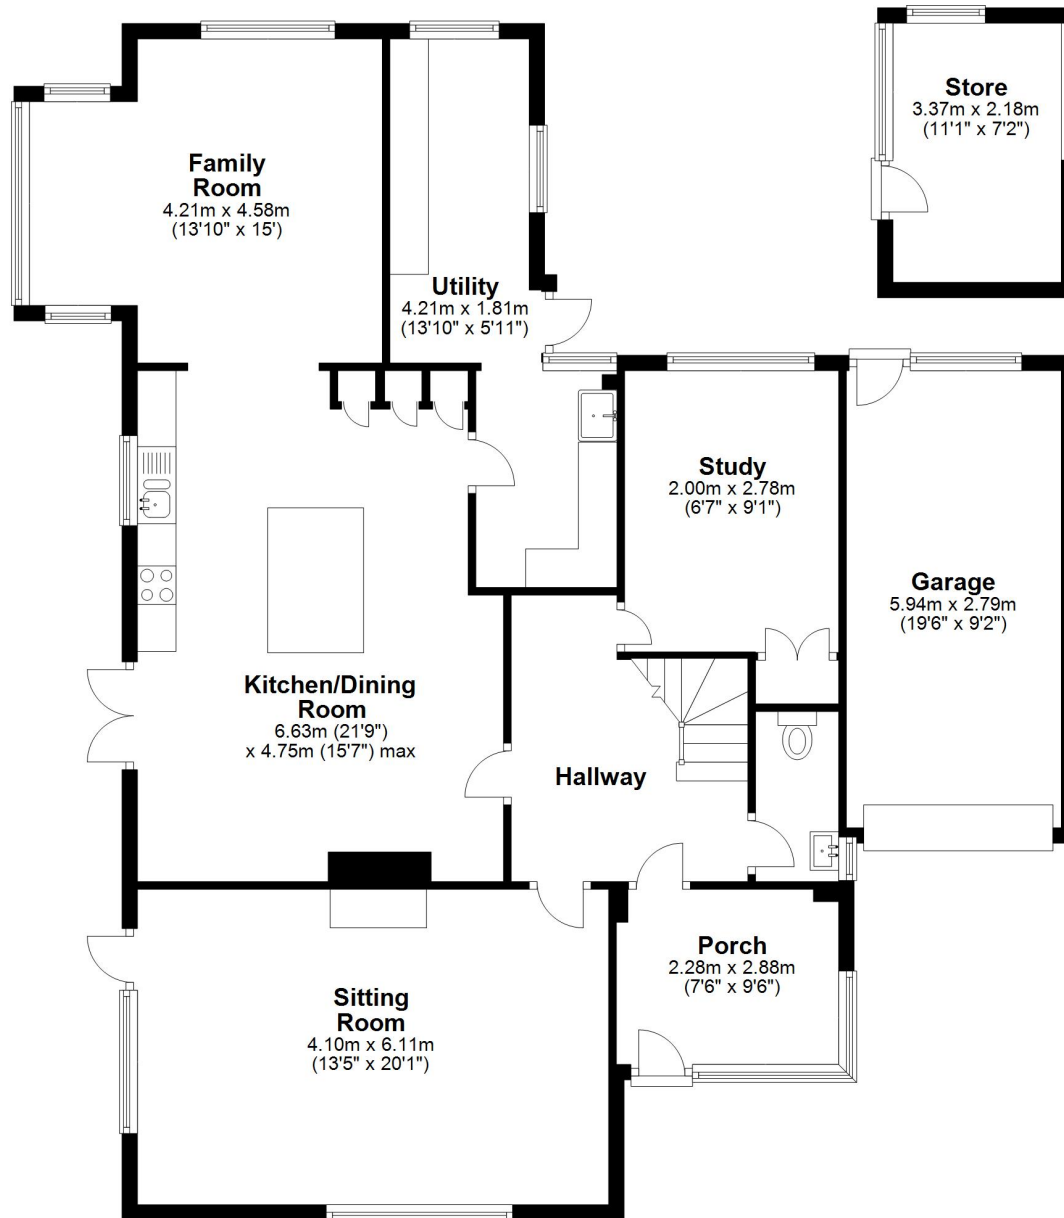 Store
3.37m x 2.18m
(11'1" x 7'2")
Family
Room
4.21m x 4.58m
(13'10" x 15')
Utility
4.21m x 1.81m
(13'10" x 5'11")
Study
2.00m x 2.78m
(6'7" x 9'1")
Garage
5.94m x 2.79m
(19'6" x 9'2")
Kitchen/Dining
Room
6.63m (21'9")
x 4.75m (15'7") max
Hallway
Porch
2.28m x 2.88m
(7'6" x 9'6")
Sitting
Room
4.10m x 6.11m
(13'5" x 20'1")